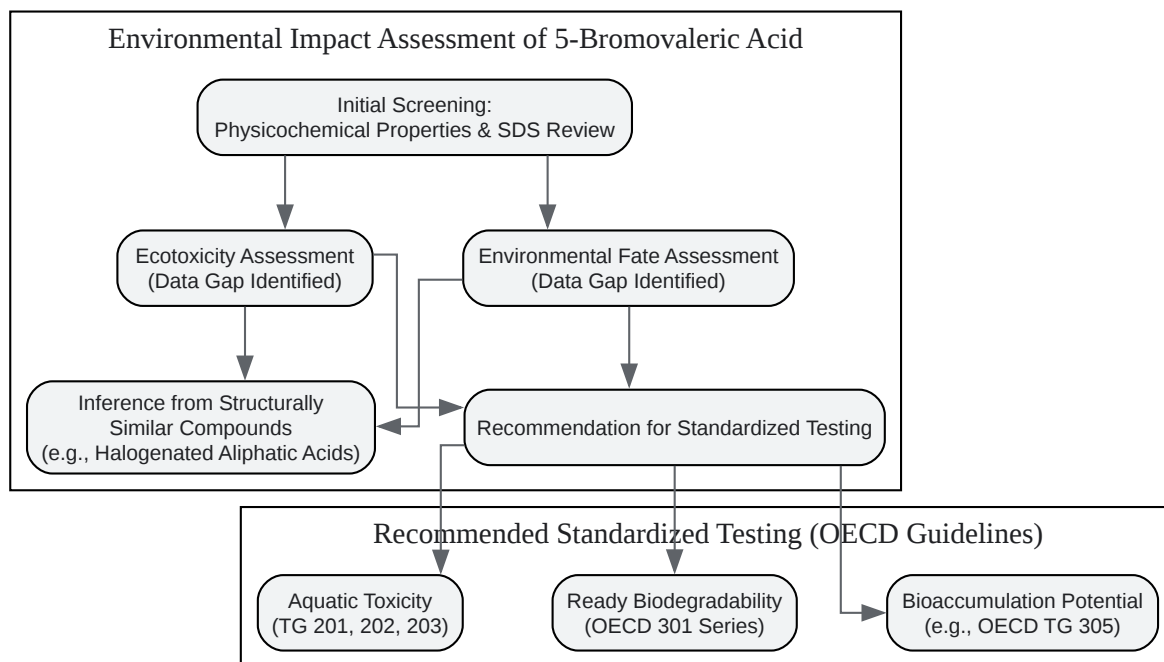 Environmental Impact Assessment of 5-Bromovaleric Acid
Initial Screening:
Physicochemical Properties & SDS Review
Ecotoxicity Assessment
(Data Gap Identified)
Environmental Fate Assessment
(Data Gap Identified)
Inference from Structurally
Similar Compounds
(e.g., Halogenated Aliphatic Acids)
Recommendation for Standardized Testing
Recommended Standardized Testing (OECD Guidelines)
Aquatic Toxicity
(TG 201, 202, 203)
Ready Biodegradability
(OECD 301 Series)
Bioaccumulation Potential
(e.g., OECD TG 305)